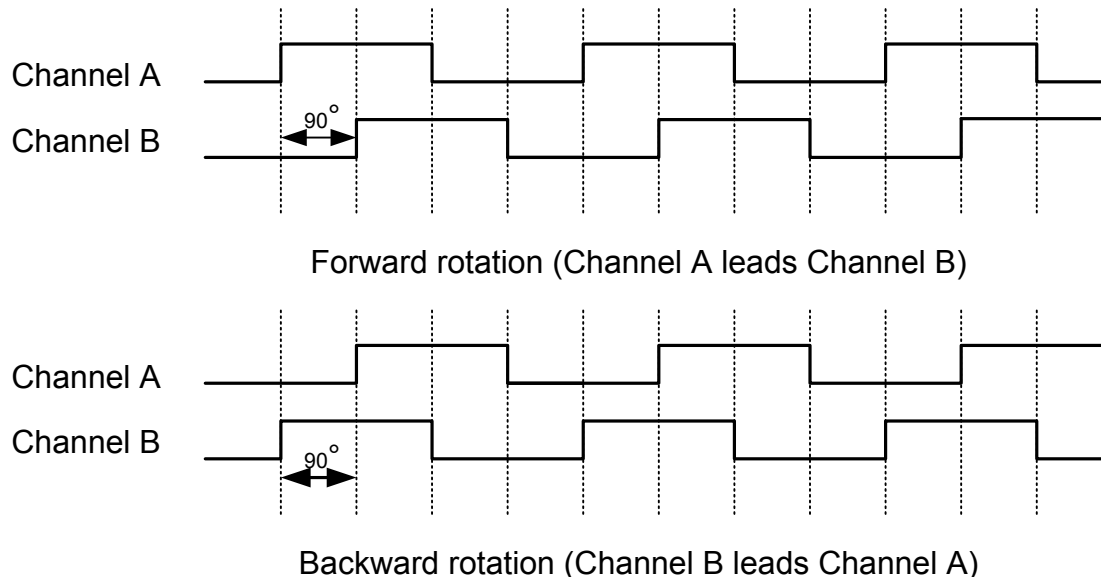 Channel A
90°
Channel B
Forward rotation (Channel A leads Channel B)
Channel A
Channel B
90°
Backward rotation (Channel B leads Channel A)